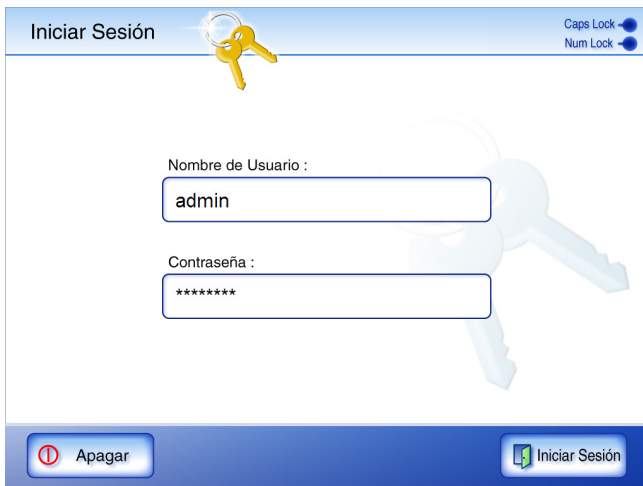 Iniciar Sesión
Caps Lock
Num Lock
Nombre de Usuario :
admin
Contraseña :
********
Apagar
Iniciar Sesión